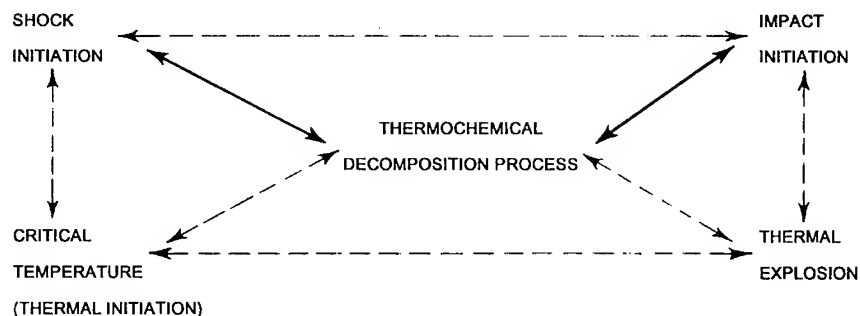 SHOCK
INITIATION
IMPACT
INITIATION
THERMOCHEMICAL
DECOMPOSITION PROCESS
CRITICAL
TEMPERATURE
(THERMAL INITIATION)
THERMAL
EXPLOSION